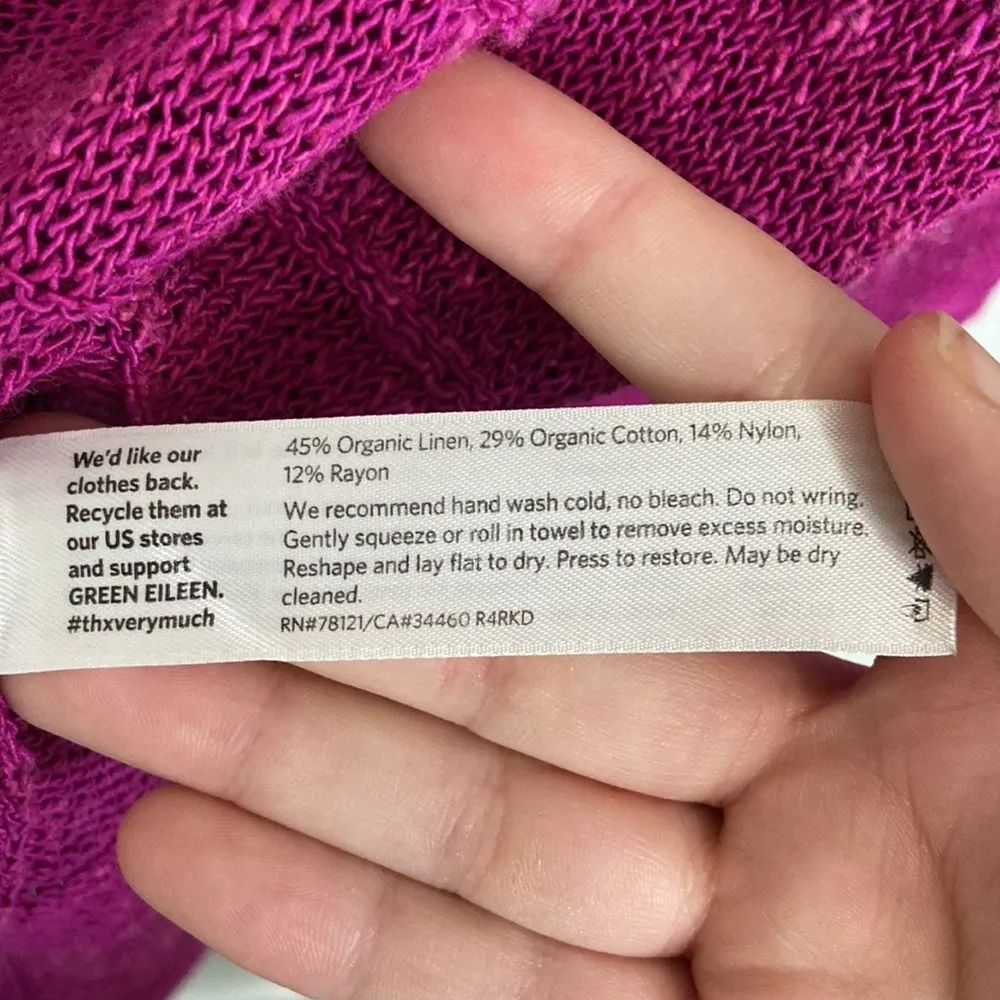 We'd like our
clothes back.
Recycle them at
our US stores
and support
GREEN EILEEN.
#thxverymuch
45% Organic Linen, 29% Organic Cotton, 14% Nylon,
12% Rayon
We recommend hand wash cold, no bleach. Do not wring.
Gently squeeze or roll in towel to remove excess moisture.
Reshape and lay flat to dry. Press to restore. May be dry
cleaned.
RN#78121/CA#34460 R4RKD